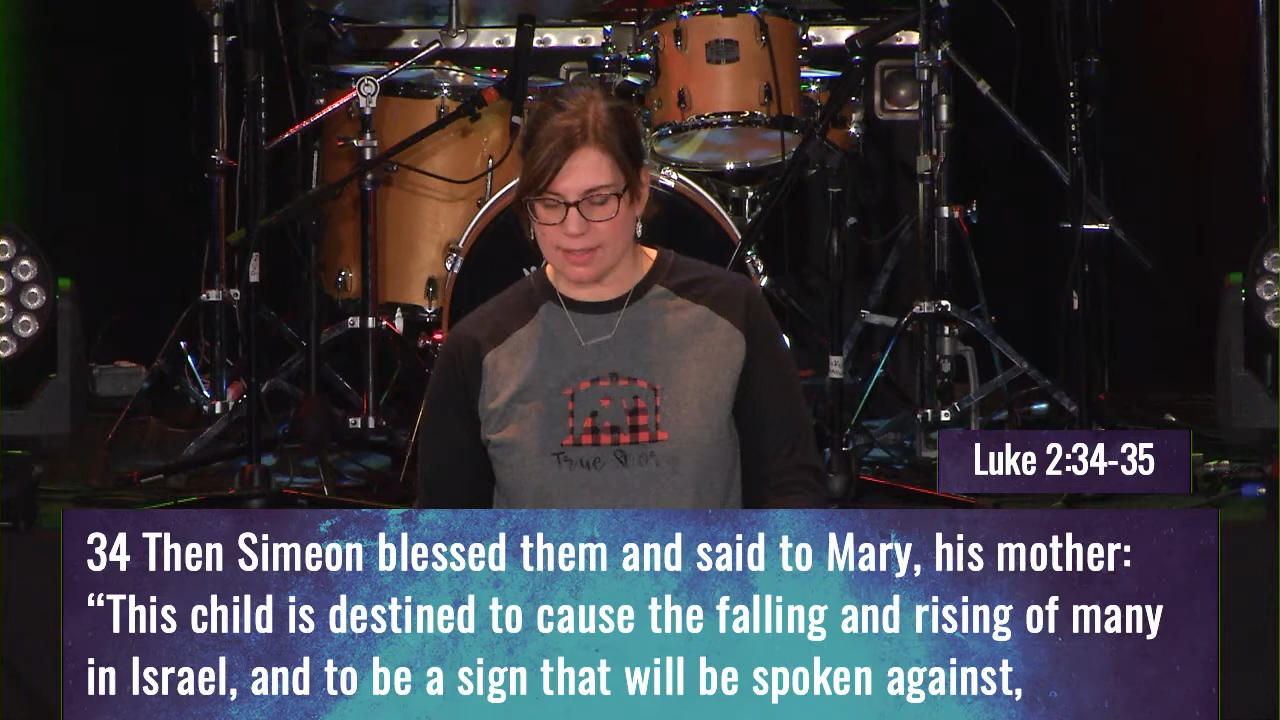 True
Luke 2:34-35
34 Then Simeon blessed them and said to Mary, his mother:
“This child is destined to cause the falling and rising of many
in Israel, and to be a sign that will be spoken against,